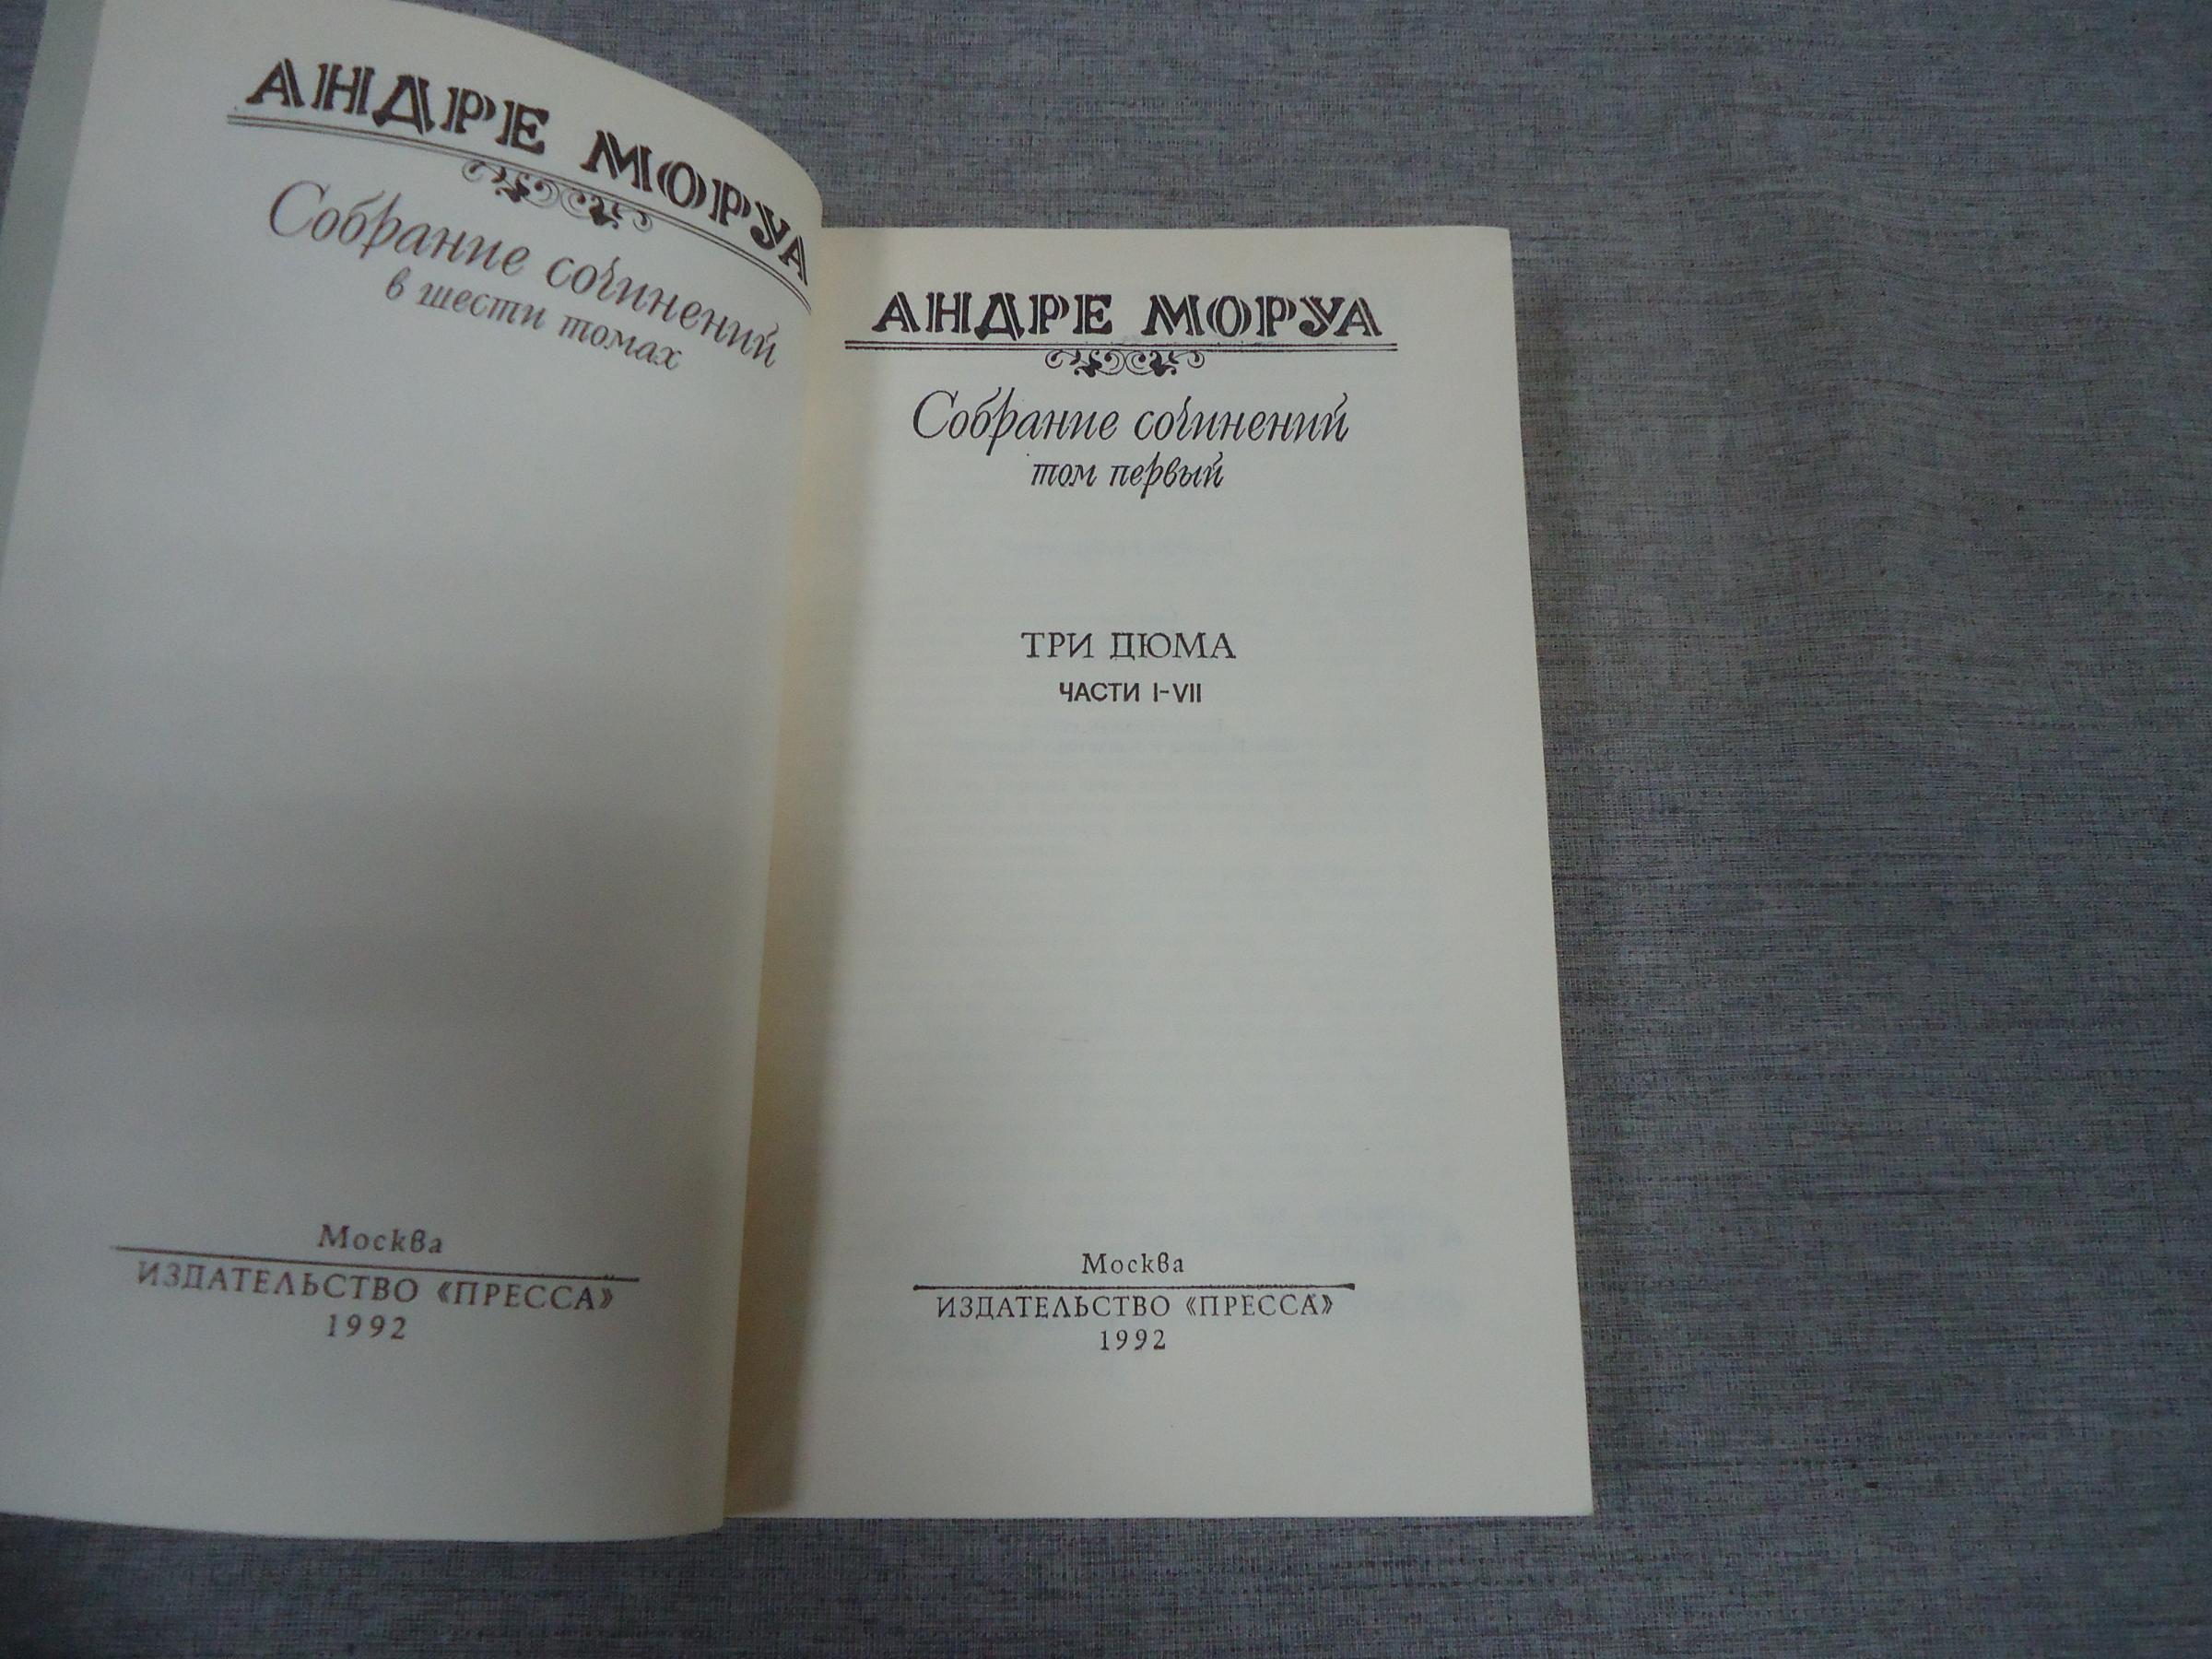 АНДРЕ МОРУА
Собрание сочинений
в шести томах
Москва
ИЗДАТЕЛЬСТВО «ПРЕССА»
1992
АНДРЕ МОРУА
Собрание сочинений
том первый
ТРИ ДЮМА
ЧАСТИ I-VII
Москва
ИЗДАТЕЛЬСТВО «ПРЕССА»
1992